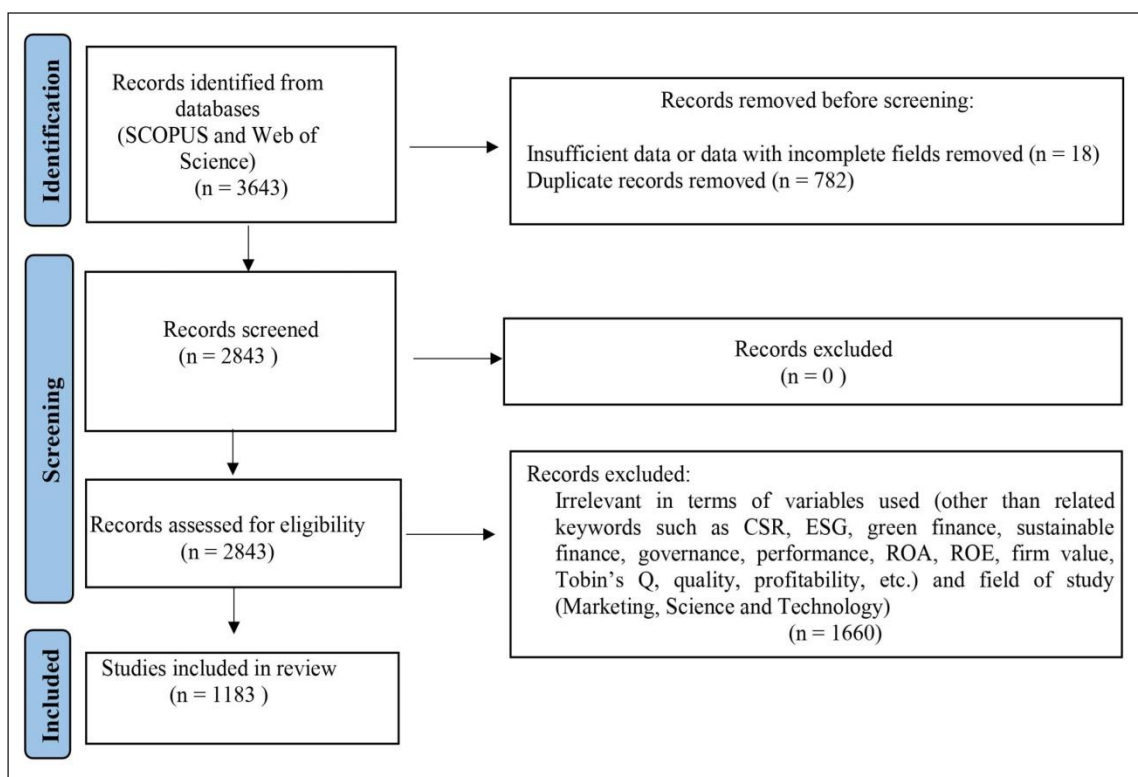 Identification
Records identified from
databases
(SCOPUS and Web of
Science)
(n = 3643)
Records removed before screening:
Insufficient data or data with incomplete fields removed (n = 18)
Duplicate records removed (n = 782)
Screening
Records screened
(n = 2843 )
Records excluded
(n = 0 )
Records assessed for eligibility
(n = 2843)
Records excluded:
Irrelevant in terms of variables used (other than related
keywords such as CSR, ESG, green finance, sustainable
finance, governance, performance, ROA, ROE, firm value,
Tobin’s Q, quality, profitability, etc.) and field of study
(Marketing, Science and Technology)
(n = 1660)
Included
Studies included in review
(n = 1183 )